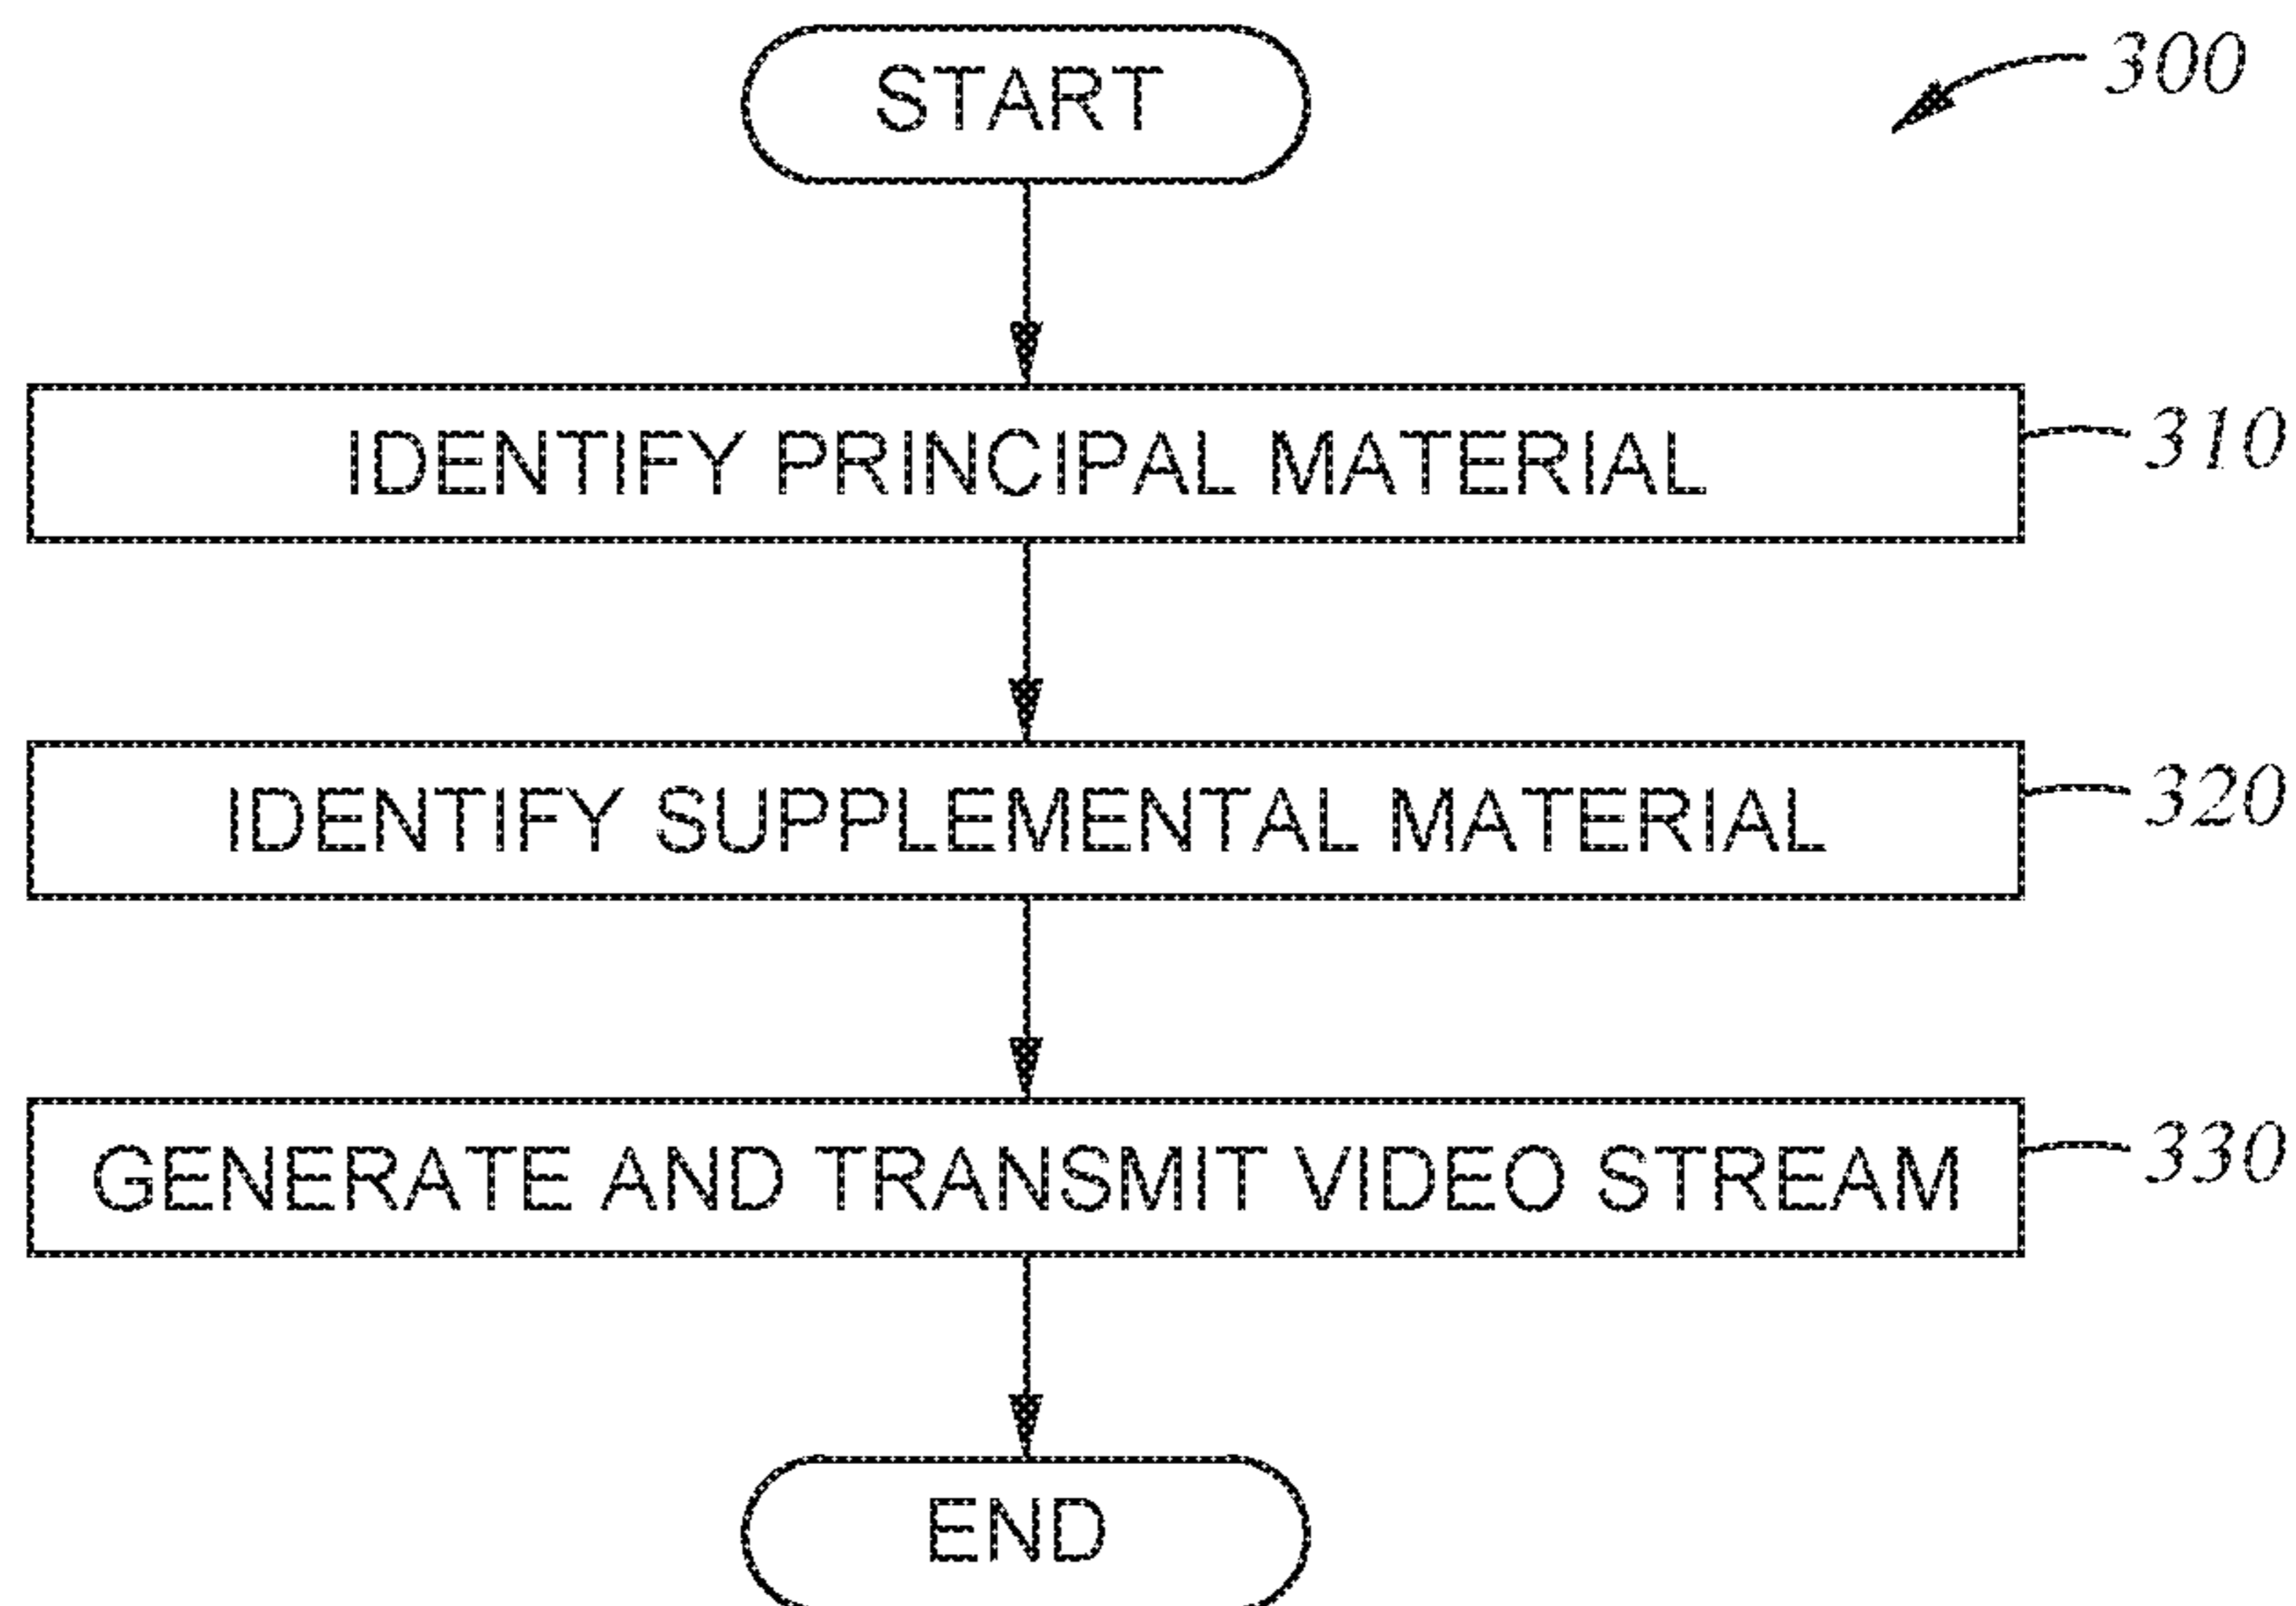 START
300
IDENTIFY PRINCIPAL MATERIAL
310
IDENTIFY SUPPLEMENTAL MATERIAL
320
GENERATE AND TRANSMIT VIDEO STREAM
330
END